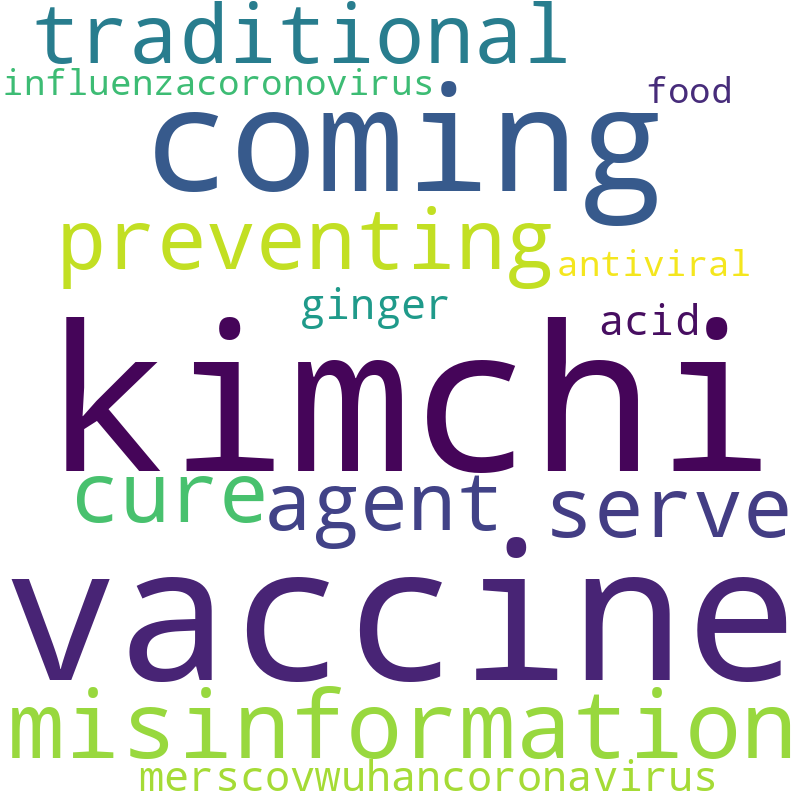 traditional
influenzacoronovirus
food
coming
preventing
antiviral
ginger
acid
kimchi
cure
agent
serve
vaccine
misinformation
merscovwuhancoronavirus